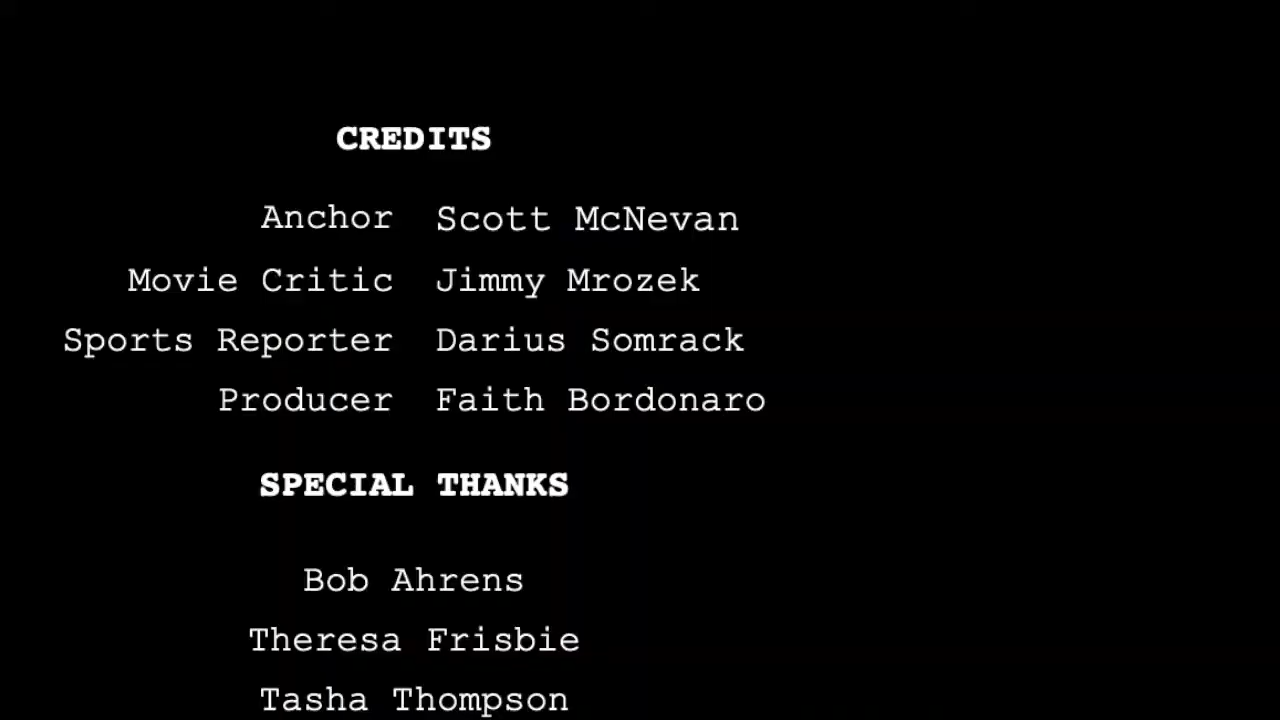 CREDITS
Anchor Scott McNevan
Movie Critic Jimmy Mrozek
Sports Reporter Darius Somrack
Producer Faith Bordonaro
SPECIAL THANKS
Bob Ahrens
Theresa Frisbie
Tasha Thompson